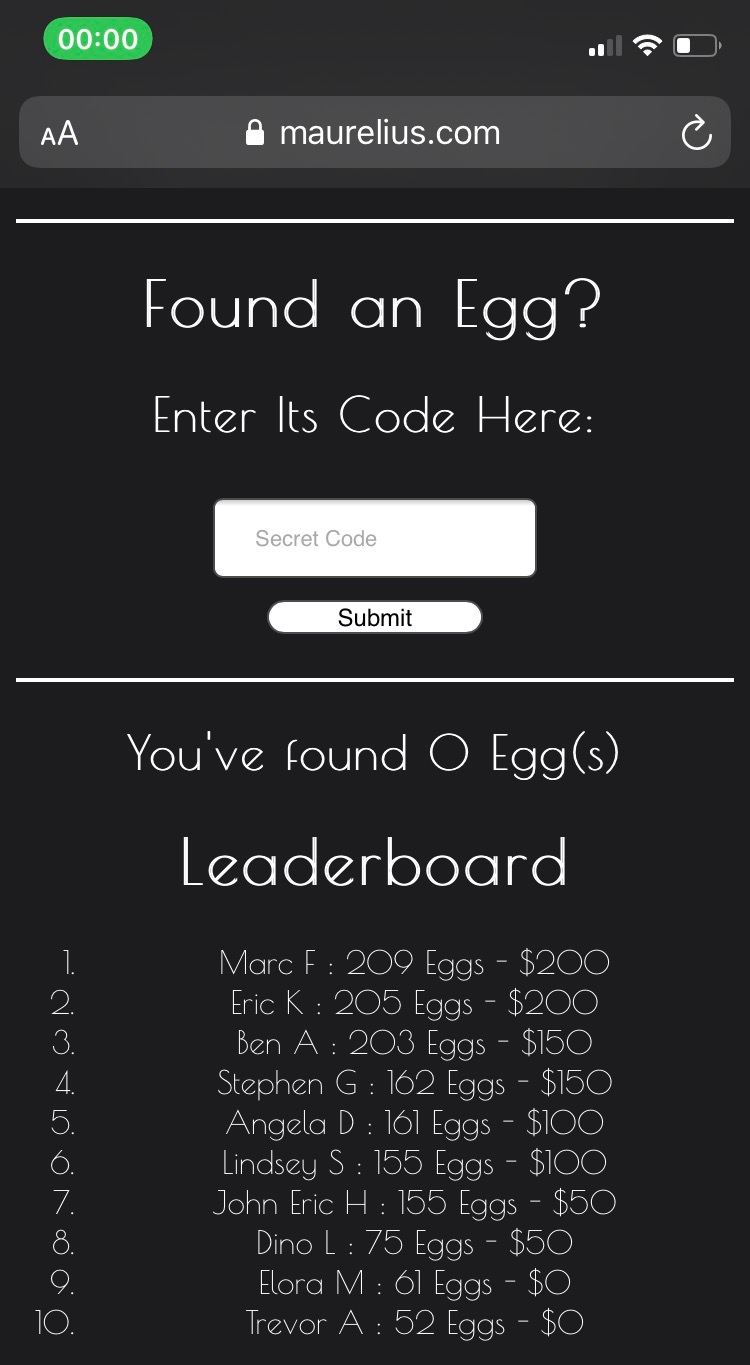 00:00
AA maurelius.com
Found an Egg?
Enter Its Code Here:
Secret Code
Submit
You've found 0 Egg(s)
Leaderboard
1. Marc F : 209 Eggs - $200
2. Eric K : 205 Eggs - $200
3. Ben A : 203 Eggs - $150
4. Stephen G : 162 Eggs - $150
5. Angela D : 161 Eggs - $100
6. Lindsey S : 155 Eggs - $100
7. John Eric H : 155 Eggs - $50
8. Dino L : 75 Eggs - $50
9. Elora M : 61 Eggs - $0
10. Trevor A : 52 Eggs - $0